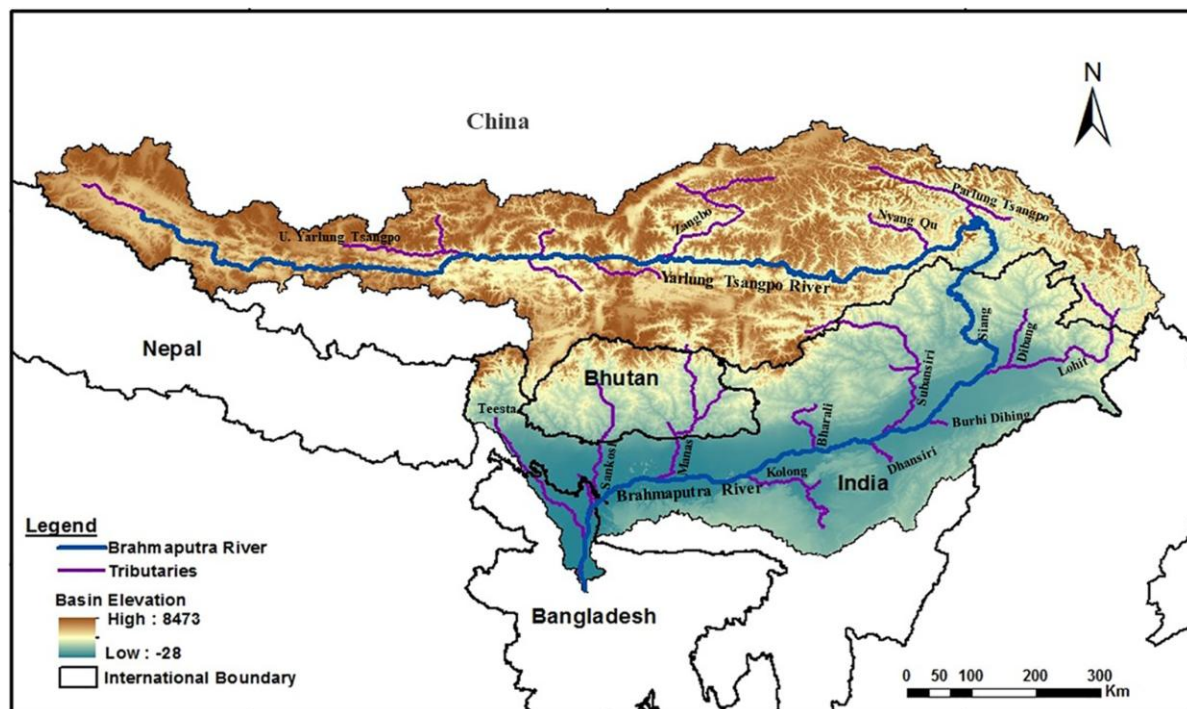 N
China
Parlung Tsangpo
Zangbo
Nyang Qu
U. Yarlung Tsangpo
Yarlung Tsangpo River
Siang
Dibang
Nepal
Bhutan
Lohit
Subansiri
Teesta
Burhi Dihing
Bharali
Sankosh
Manas
Dhansiri
Kolong
India
Brahmaputra River
Legend
Brahmaputra River
Tributaries
Basin Elevation
High : 8473
Low : -28
International Boundary
Bangladesh
0 50 100 200 300
Km